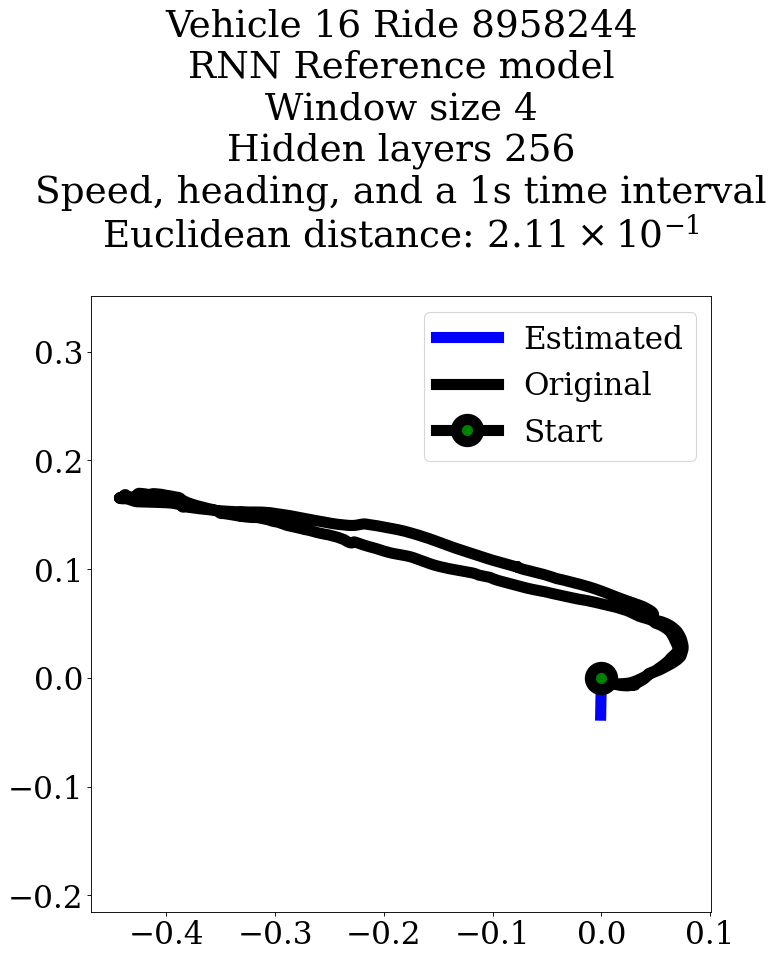 Vehicle 16 Ride 8958244
RNN Reference model
Window size 4
Hidden layers 256
Speed, heading, and a 1s time interval
Euclidean distance: 2.11 × 10⁻¹
Estimated
Original
Start
0.3
0.2
0.1
0.0
−0.1
−0.2
−0.4 −0.3 −0.2 −0.1 0.0 0.1